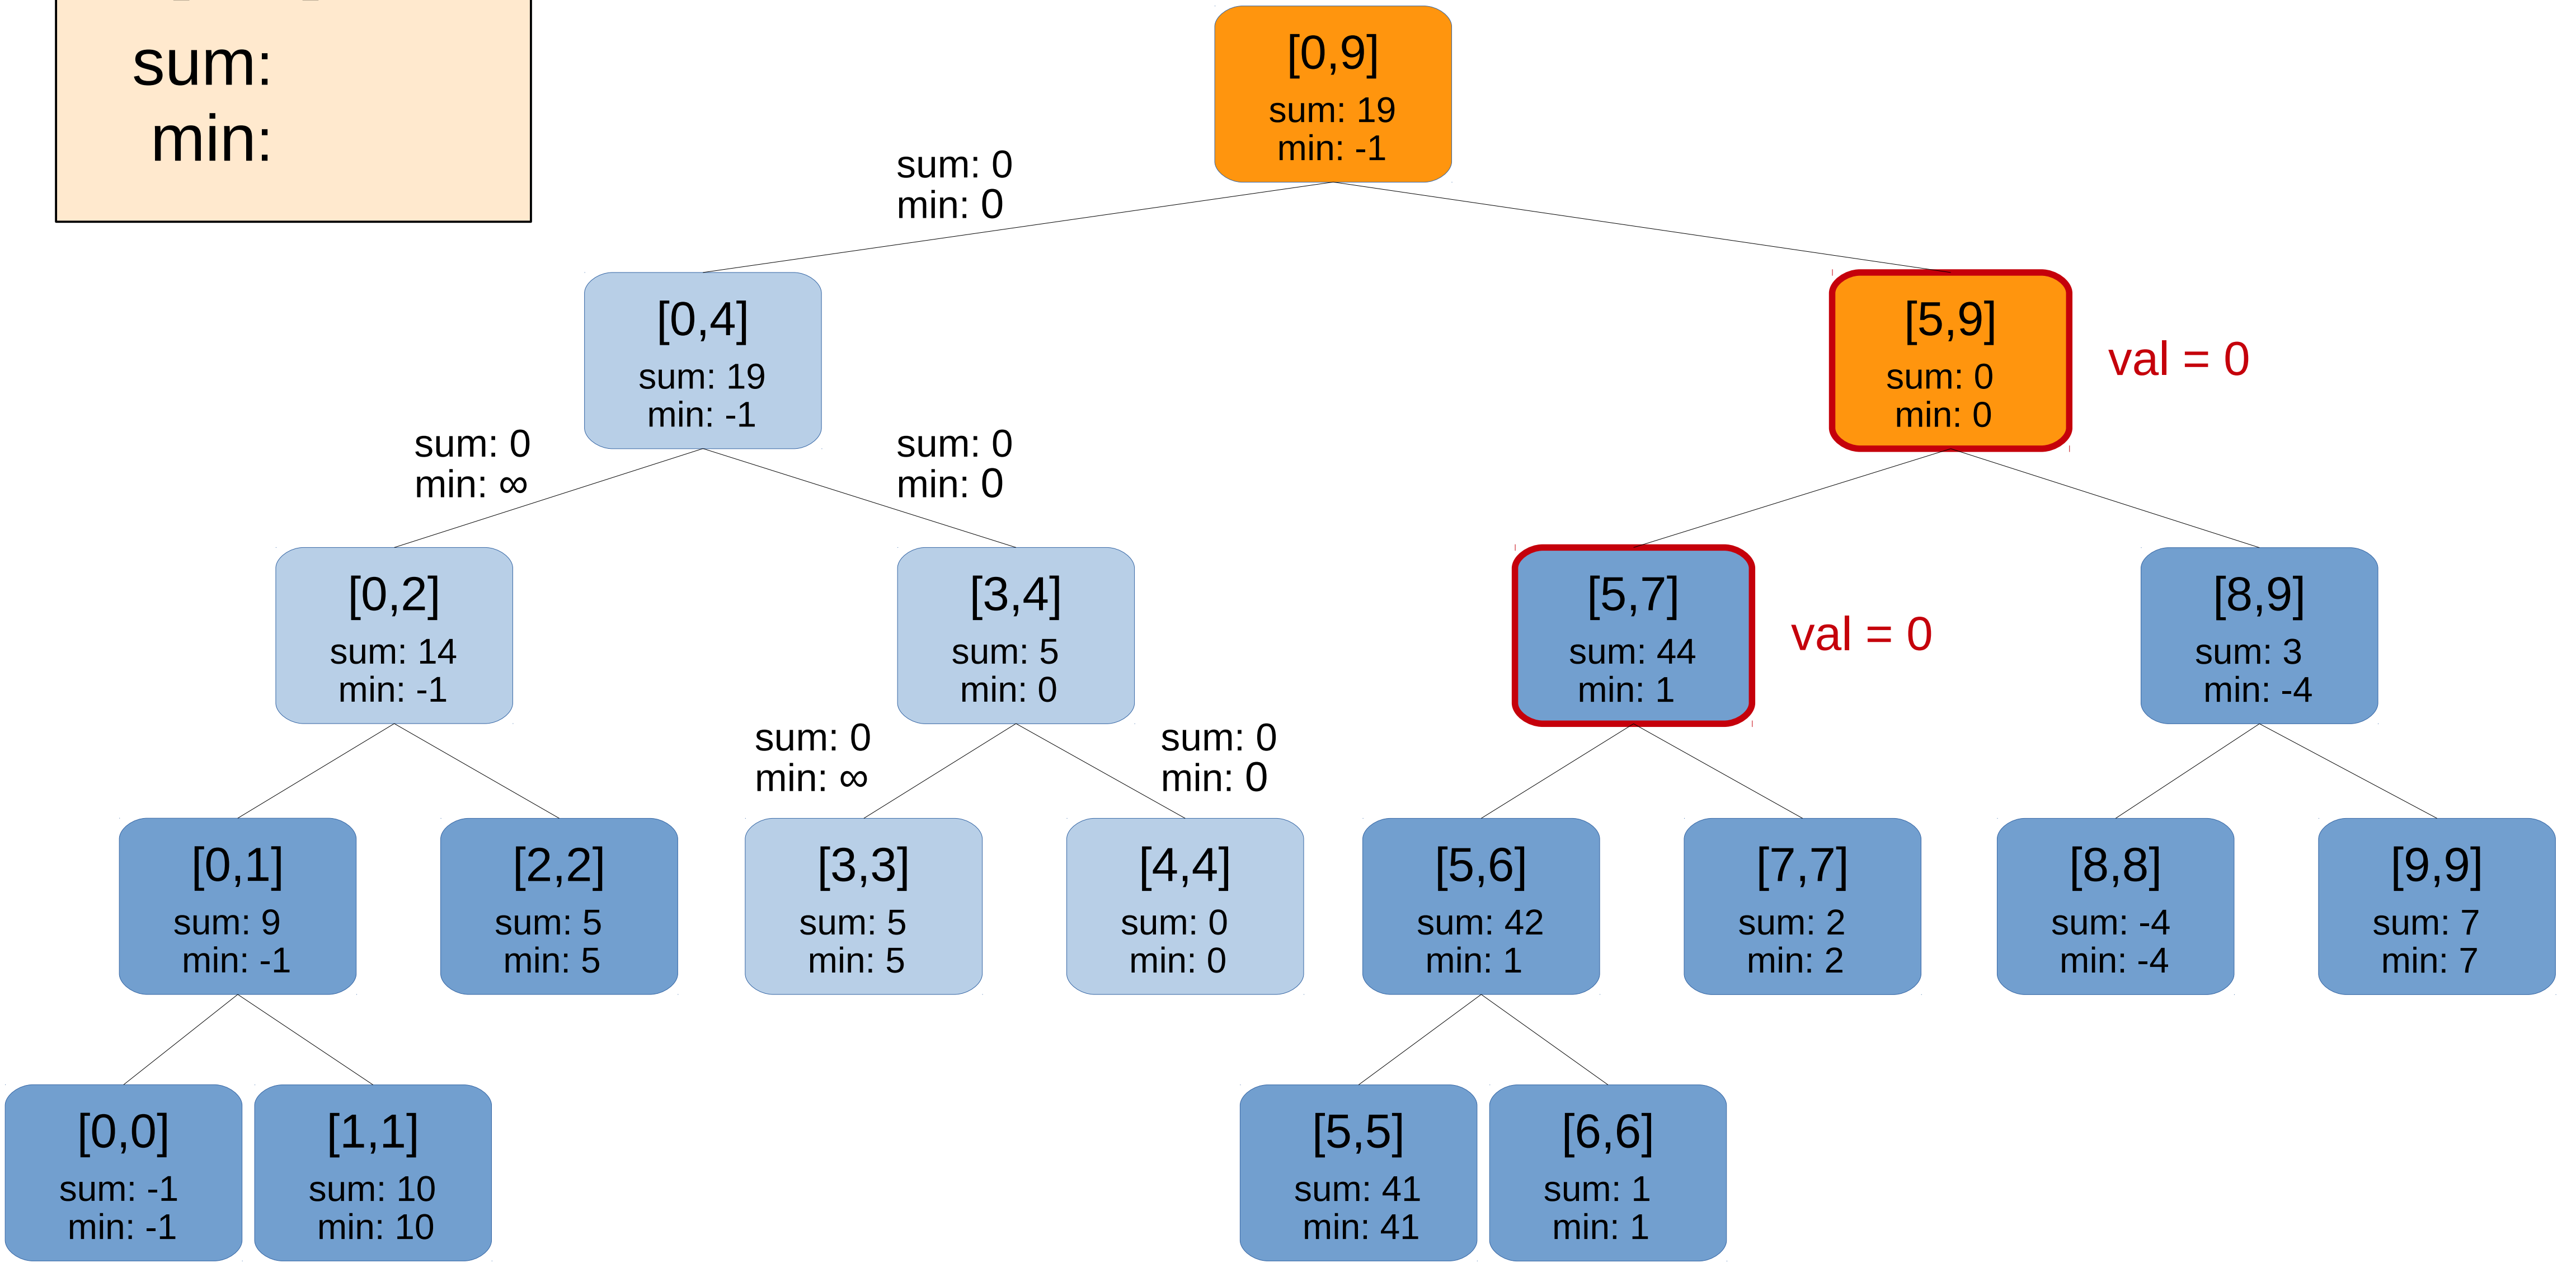 sum:
min:
[0,9]
sum: 19
min: -1
sum: 0
min: 0
[0,4]
sum: 19
min: -1
[5,9]
sum: 0
min: 0
val = 0
sum: 0
min: ∞
sum: 0
min: 0
[0,2]
sum: 14
min: -1
[3,4]
sum: 5
min: 0
[5,7]
sum: 44
min: 1
val = 0
[8,9]
sum: 3
min: -4
sum: 0
min: ∞
sum: 0
min: 0
[0,1]
sum: 9
min: -1
[2,2]
sum: 5
min: 5
[3,3]
sum: 5
min: 5
[4,4]
sum: 0
min: 0
[5,6]
sum: 42
min: 1
[7,7]
sum: 2
min: 2
[8,8]
sum: -4
min: -4
[9,9]
sum: 7
min: 7
[0,0]
sum: -1
min: -1
[1,1]
sum: 10
min: 10
[5,5]
sum: 41
min: 41
[6,6]
sum: 1
min: 1